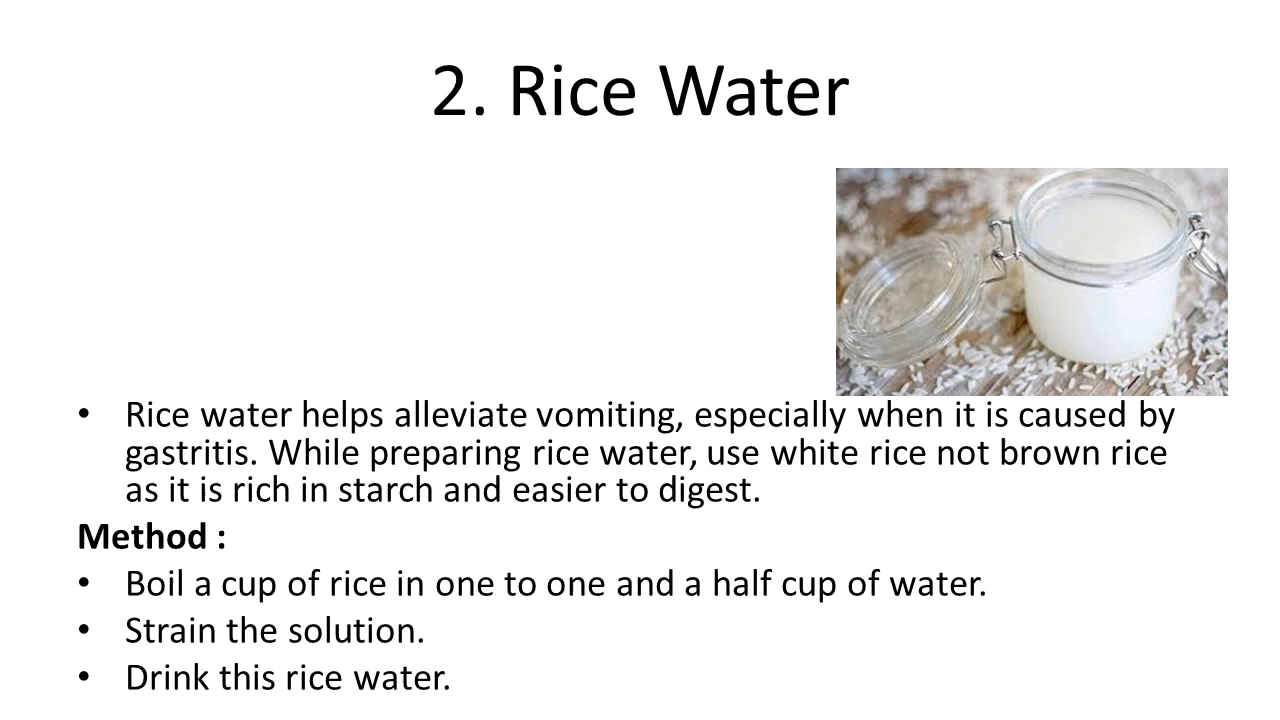 2. Rice Water
• Rice water helps alleviate vomiting, especially when it is caused by
gastritis. While preparing rice water, use white rice not brown rice
as it is rich in starch and easier to digest.
Method :
• Boil a cup of rice in one to one and a half cup of water.
• Strain the solution.
• Drink this rice water.